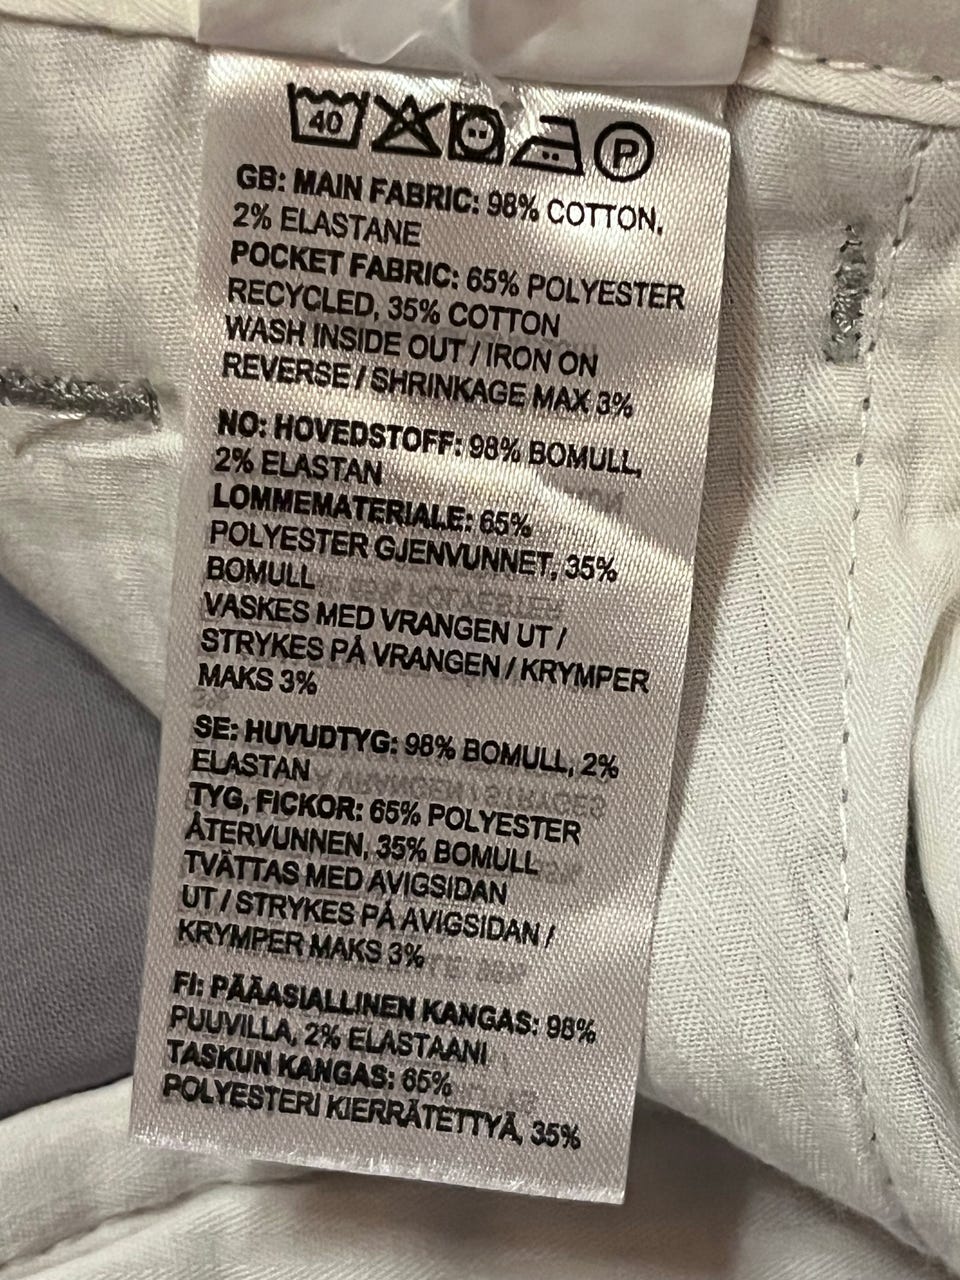 40 P
GB: MAIN FABRIC: 98% COTTON,
2% ELASTANE
POCKET FABRIC: 65% POLYESTER
RECYCLED, 35% COTTON
WASH INSIDE OUT / IRON ON
REVERSE / SHRINKAGE MAX 3%
NO: HOVEDSTOFF: 98% BOMULL,
2% ELASTAN
LOMMEMATERIALE: 65%
POLYESTER GJENVUNNET, 35%
BOMULL
VASKES MED VRANGEN UT /
STRYKES PÅ VRANGEN / KRYMPER
MAKS 3%
SE: HUVUDTYG: 98% BOMULL, 2%
ELASTAN
TYG, FICKOR: 65% POLYESTER
ÅTERVUNNEN, 35% BOMULL
TVÄTTAS MED AVIGSIDAN
UT / STRYKES PÅ AVIGSIDAN /
KRYMPER MAKS 3%
FI: PÄÄASIALLINEN KANGAS: 98%
PUUVILLA, 2% ELASTAANI
TASKUN KANGAS: 65%
POLYESTERI KIERRÄTETTYÄ, 35%